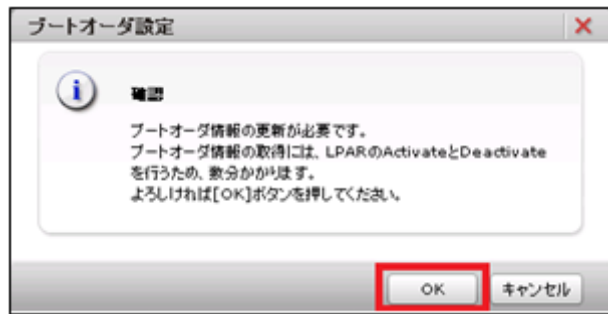 ブートオーダ設定
確認
ブートオーダ情報の更新が必要です。
ブートオーダ情報の取得には、LPARのActivateとDeactivate
を行うため、数分かかります。
よろしければ[OK]ボタンを押してください。
OK
キャンセル